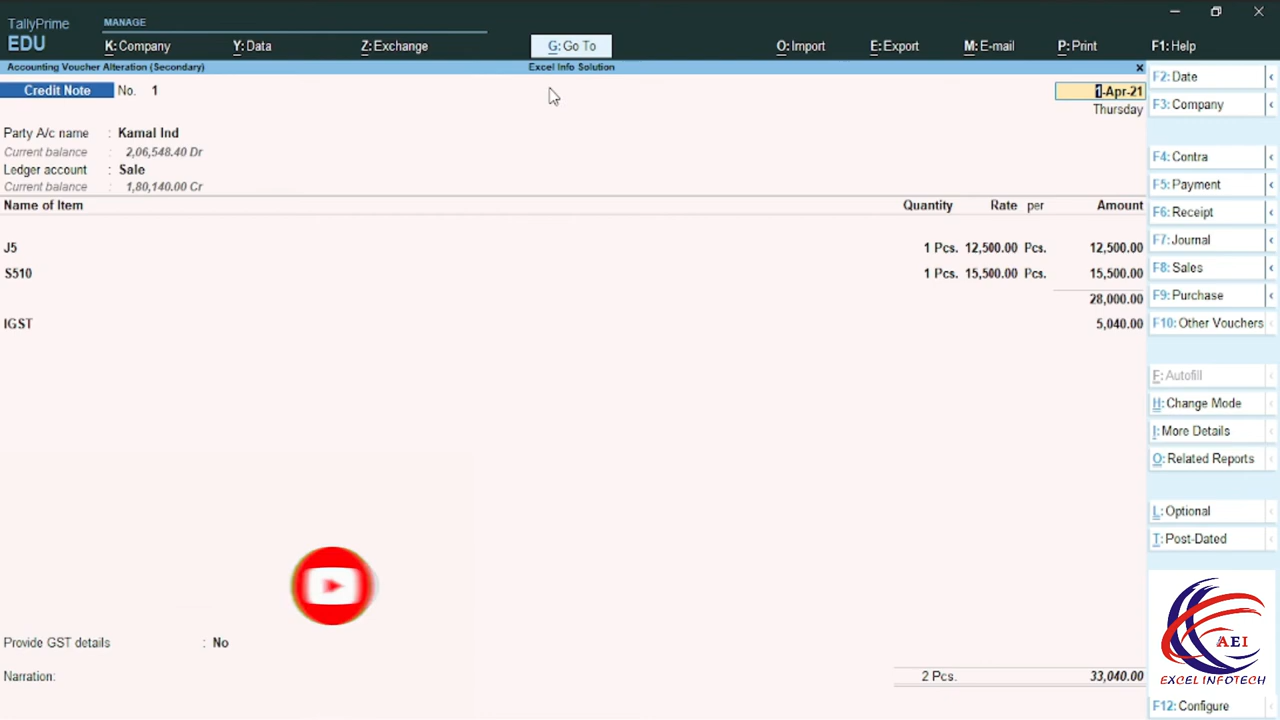 TallyPrime
EDU
MANAGE
K: Company Y: Data Z: Exchange G: Go To O: Import E: Export M: E-mail P: Print F1: Help
Accounting Voucher Alteration (Secondary) Excel Info Solution
Credit Note No. 1 1-Apr-21
Thursday
Party A/c name : Kamal Ind
Current balance : 2,06,548.40 Dr
Ledger account : Sale
Current balance : 1,80,140.00 Cr
Name of Item Quantity Rate per Amount
J5 1 Pcs. 12,500.00 Pcs. 12,500.00
S510 1 Pcs. 15,500.00 Pcs. 15,500.00
28,000.00
IGST 5,040.00
Provide GST details : No
Narration: 2 Pcs. 33,040.00
F2: Date
F3: Company
F4: Contra
F5: Payment
F6: Receipt
F7: Journal
F8: Sales
F9: Purchase
F10: Other Vouchers
F: Autofill
H: Change Mode
I: More Details
O: Related Reports
L: Optional
T: Post-Dated
AEI
EXCEL INFOTECH
F12: Configure